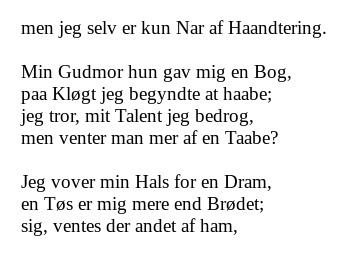 men jeg selv er kun Nar af Haandtering.

Min Gudmor hun gav mig en Bog,
paa Kløgt jeg begyndte at haabe;
jeg tror, mit Talent jeg bedrog,
men venter man mer af en Taabe?

Jeg vover min Hals for en Dram,
en Tøs er mig mere end Brødet;
sig, ventes der andet af ham,